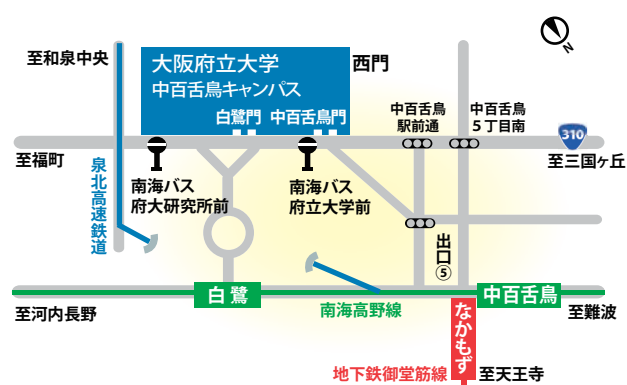 至和泉中央
大阪府立大学
中百舌鳥キャンパス
西門
白鷺門
中百舌鳥門
中百舌鳥
駅前通
中百舌鳥
5丁目南
N
310
至福町
至三国ヶ丘
泉北高速鉄道
南海バス
府大研究所前
南海バス
府立大学前
出口⑤
白鷺
中百舌鳥
至河内長野
南海高野線
至難波
なかもず
地下鉄御堂筋線
至天王寺